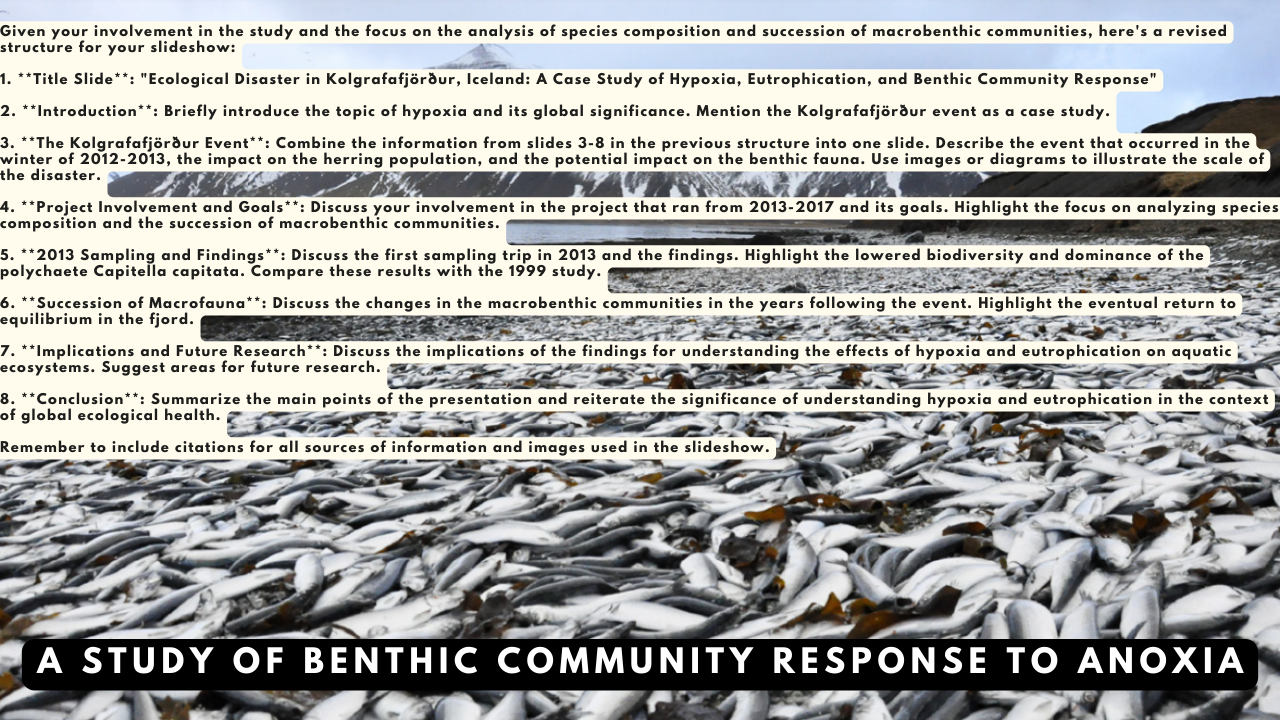 Given your involvement in the study and the focus on the analysis of species composition and succession of macrobenthic communities, here's a revised
structure for your slideshow:
1. **Title Slide**: "Ecological Disaster in Kolgrafafjörður, Iceland: A Case Study of Hypoxia, Eutrophication, and Benthic Community Response"
2. **Introduction**: Briefly introduce the topic of hypoxia and its global significance. Mention the Kolgrafafjörður event as a case study.
3. **The Kolgrafafjörður Event**: Combine the information from slides 3-8 in the previous structure into one slide. Describe the event that occurred in the
winter of 2012-2013, the impact on the herring population, and the potential impact on the benthic fauna. Use images or diagrams to illustrate the scale of
the disaster.
4. **Project Involvement and Goals**: Discuss your involvement in the project that ran from 2013-2017 and its goals. Highlight the focus on analyzing species
composition and the succession of macrobenthic communities.
5. **2013 Sampling and Findings**: Discuss the first sampling trip in 2013 and the findings. Highlight the lowered biodiversity and dominance of the
polychaete Capitella capitata. Compare these results with the 1999 study.
6. **Succession of Macrofauna**: Discuss the changes in the macrobenthic communities in the years following the event. Highlight the eventual return to
equilibrium in the fjord.
7. **Implications and Future Research**: Discuss the implications of the findings for understanding the effects of hypoxia and eutrophication on aquatic
ecosystems. Suggest areas for future research.
8. **Conclusion**: Summarize the main points of the presentation and reiterate the significance of understanding hypoxia and eutrophication in the context
of global ecological health.
Remember to include citations for all sources of information and images used in the slideshow.
A STUDY OF BENTHIC COMMUNITY RESPONSE TO ANOXIA